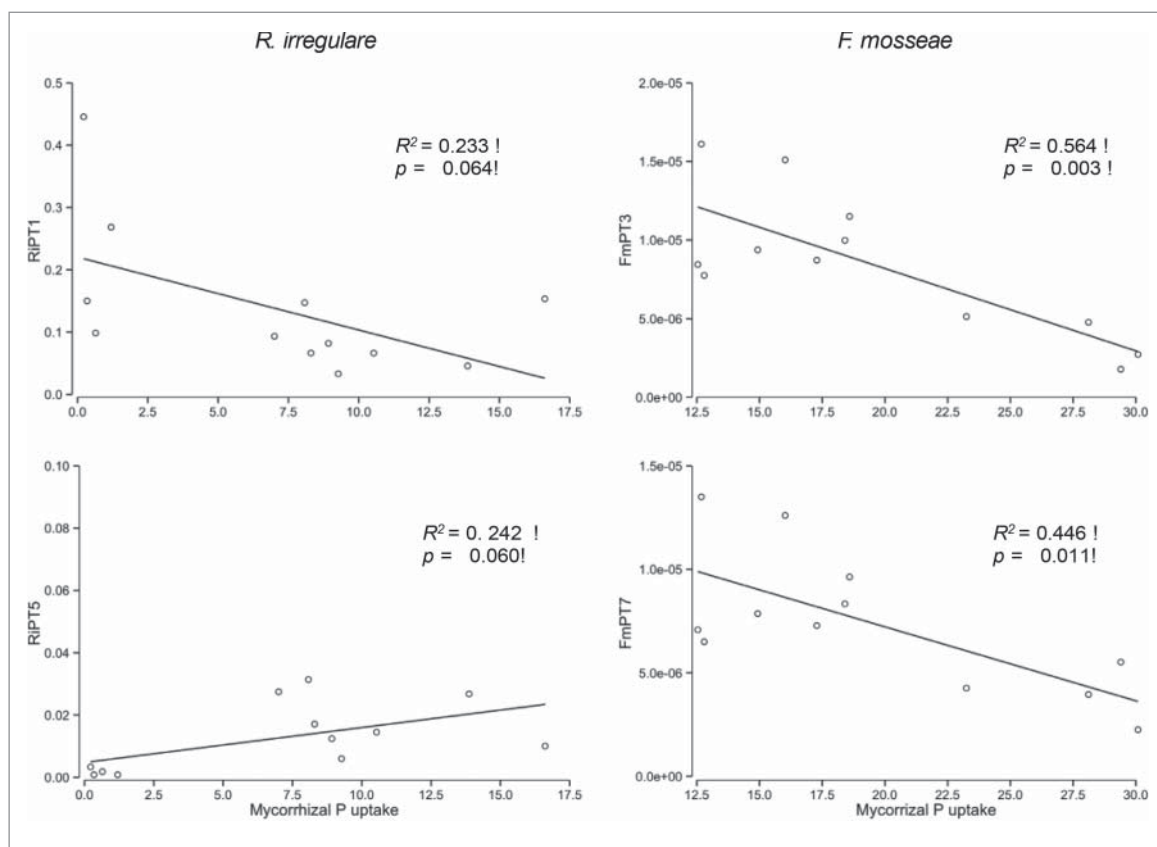 R. irregulare
F. mosseae
0.5
0.4
0.3
0.2
0.1
0.0
RiPT1
R² = 0.233 !
p = 0.064!
0.0 2.5 5.0 7.5 10.0 12.5 15.0 17.5
2.0e-05
1.5e-05
1.0e-05
5.0e-06
0.0e+00
FmPT3
R² = 0.564 !
p = 0.003 !
12.5 15.0 17.5 20.0 22.5 25.0 27.5 30.0
0.10
0.08
0.06
0.04
0.02
0.00
RiPT5
R² = 0. 242 !
p = 0.060!
0.0 2.5 5.0 7.5 10.0 12.5 15.0 17.5
Mycorrhizal P uptake
1.5e-05
1.0e-05
5.0e-06
0.0e+00
FmPT7
R² = 0.446 !
p = 0.011!
12.5 15.0 17.5 20.0 22.5 25.0 27.5 30.0
Mycorrizal P uptake